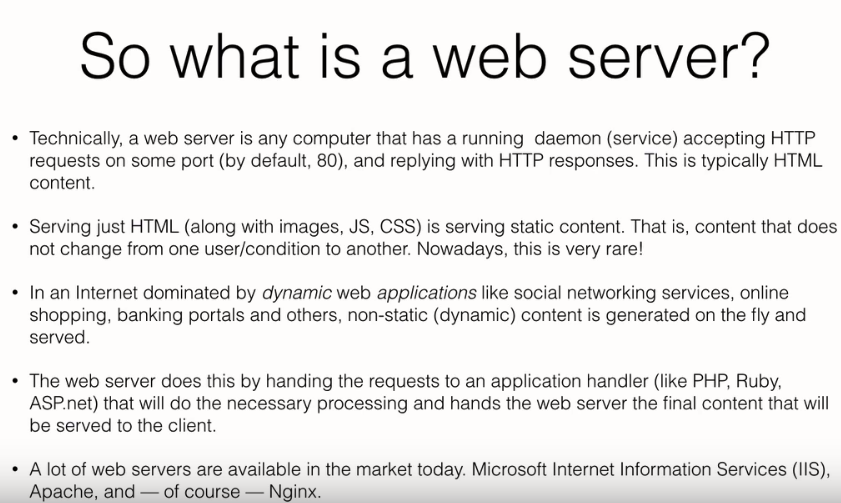 So what is a web server?
• Technically, a web server is any computer that has a running  daemon (service) accepting HTTP
requests on some port (by default, 80), and replying with HTTP responses. This is typically HTML
content.
• Serving just HTML (along with images, JS, CSS) is serving static content. That is, content that does
not change from one user/condition to another. Nowadays, this is very rare!
• In an Internet dominated by dynamic web applications like social networking services, online
shopping, banking portals and others, non-static (dynamic) content is generated on the fly and
served.
• The web server does this by handing the requests to an application handler (like PHP, Ruby,
ASP.net) that will do the necessary processing and hands the web server the final content that will
be served to the client.
• A lot of web servers are available in the market today. Microsoft Internet Information Services (IIS),
Apache, and — of course — Nginx.